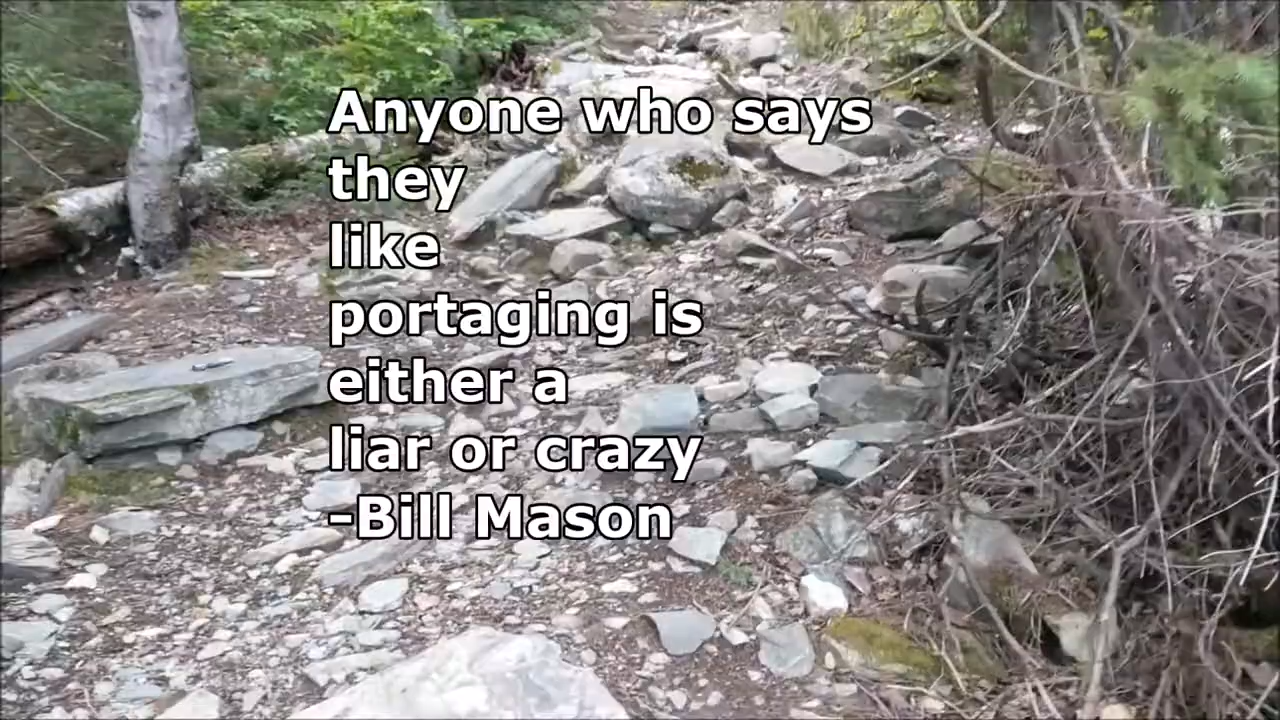 Anyone who says
they
like
portaging is
either a
liar or crazy
-Bill Mason